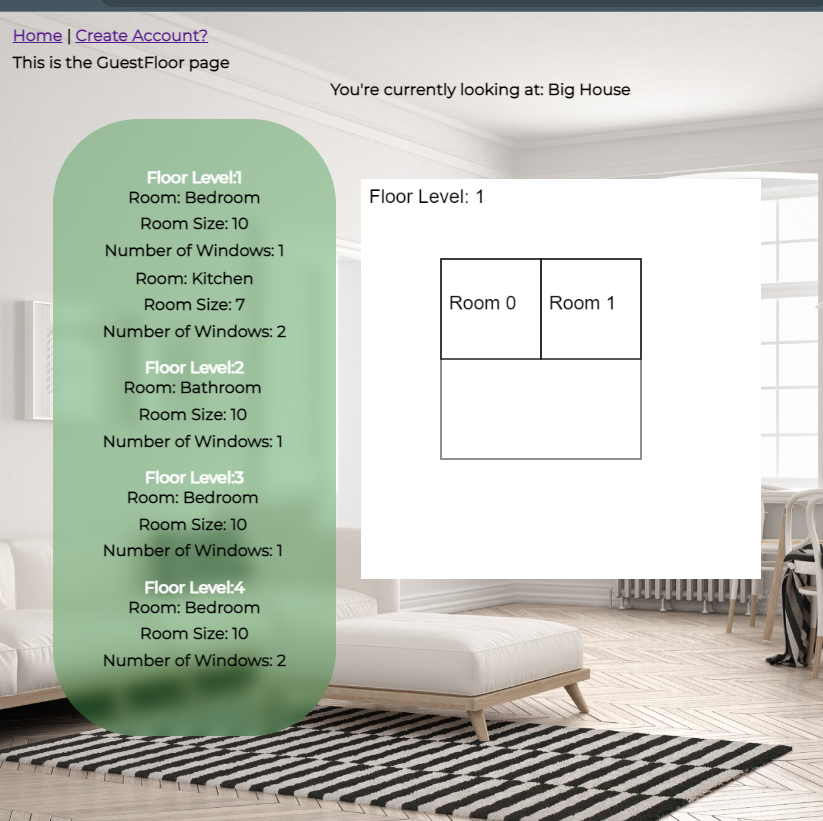 Home | Create Account?
This is the GuestFloor page
You're currently looking at: Big House
Floor Level:1
Room: Bedroom
Room Size: 10
Number of Windows: 1
Room: Kitchen
Room Size: 7
Number of Windows: 2
Floor Level:2
Room: Bathroom
Room Size: 10
Number of Windows: 1
Floor Level:3
Room: Bedroom
Room Size: 10
Number of Windows: 1
Floor Level:4
Room: Bedroom
Room Size: 10
Number of Windows: 2
Floor Level: 1
Room 0
Room 1